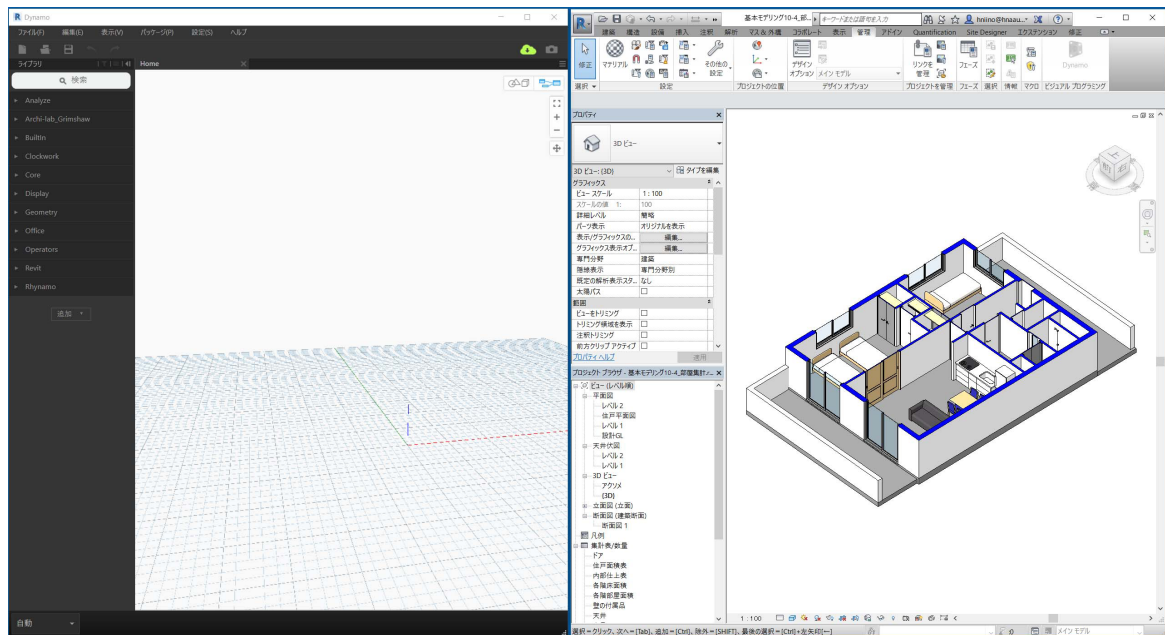 Dynamo
ファイル(F) 編集(E) 表示(V) パッケージ(P) 設定(S) ヘルプ
ライブラリ
Home
検索
Analyze
Archi-lab_Grimshaw
BuiltIn
Clockwork
Core
Display
Geometry
Office
Operators
Revit
Rhynamo
追加
自動
基本モデリング10-4_部...
キーワードまたは語句を入力
hniino@hnaau...
建築 構造 設備 挿入 注釈 解析 マス & 外構 コラボレート 表示 管理 アドイン Quantification Site Designer エクステンション 修正
修正
マテリアル
その他の
設定
デザイン
オプション
メイン モデル
リンクを
管理
フェーズ
Dynamo
選択
設定
プロジェクトの位置
デザイン オプション
プロジェクトを管理
フェーズ
選択
情報
マクロ
ビジュアル プログラミング
プロパティ
3D ビュー
3D ビュー: {3D}
タイプを編集
グラフィックス
ビュー スケール 1 : 100
スケールの値 1: 100
詳細レベル 簡略
パーツ表示 オリジナルを表示
表示/グラフィックスの... 編集...
グラフィックス表示オプ... 編集...
専門分野 建築
隠線表示 専門分野別
既定の解析表示スタ... なし
太陽パス
範囲
ビューをトリミング
トリミング領域を表示
注釈トリミング
前方クリップ アクティブ
プロパティ ヘルプ
適用
プロジェクト ブラウザ - 基本モデリング10-4_部屋集計.r...
ビュー (レベル順)
平面図
レベル 2
住戸平面図
レベル 1
設計GL
天井伏図
レベル 2
レベル 1
3D ビュー
アクソメ
{3D}
立面図 (立面)
断面図 (建築断面)
断面図 1
凡例
集計表/数量
ドア
住戸面積表
内部仕上表
各階床面積
各階部屋面積
壁の付属品
天井
1 : 100
選択 = クリック、次へ = [Tab]、追加 = [Ctrl]、除外 = [SHIFT]、最後の選択 = [Ctrl]+左矢印[←]
:0
メイン モデル